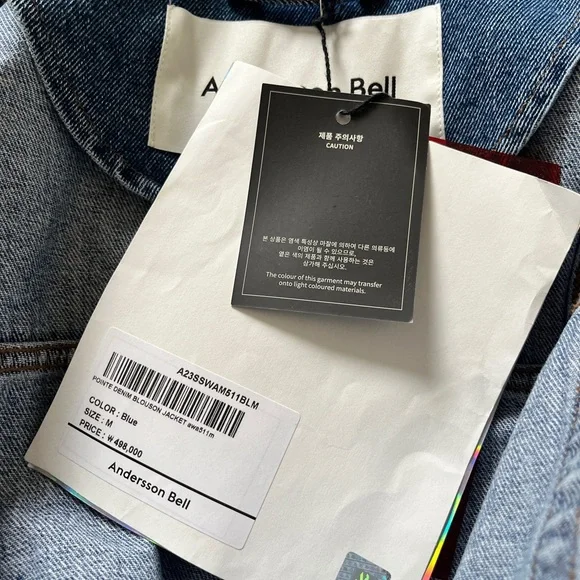 Andersson Bell
제품 주의사항
CAUTION
본 상품은 염색 특성상 마찰에 의하여 다른 의류등에
이염이 될 수 있으므로,
옅은 색의 제품과 함께 사용하는 것은
삼가해 주십시오.
The colour of this garment may transfer
onto light coloured materials.
A23SSWAM511BLM
POINTE DENIM BLOUSON JACKET awa511m
COLOR : Blue
SIZE : M
PRICE : ₩ 498,000
Andersson Bell